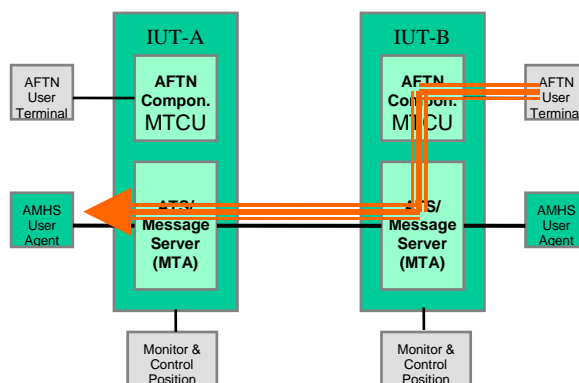 IUT-A
IUT-B
AFTN
User
Terminal
AFTN
Compon.
MTCU
AFTN
Compon.
MTCU
AFTN
User
Terminal
AMHS
User
Agent
ATS/
Message
Server
(MTA)
ATS/
Message
Server
(MTA)
AMHS
User
Agent
Monitor &
Control
Position
Monitor &
Control
Position